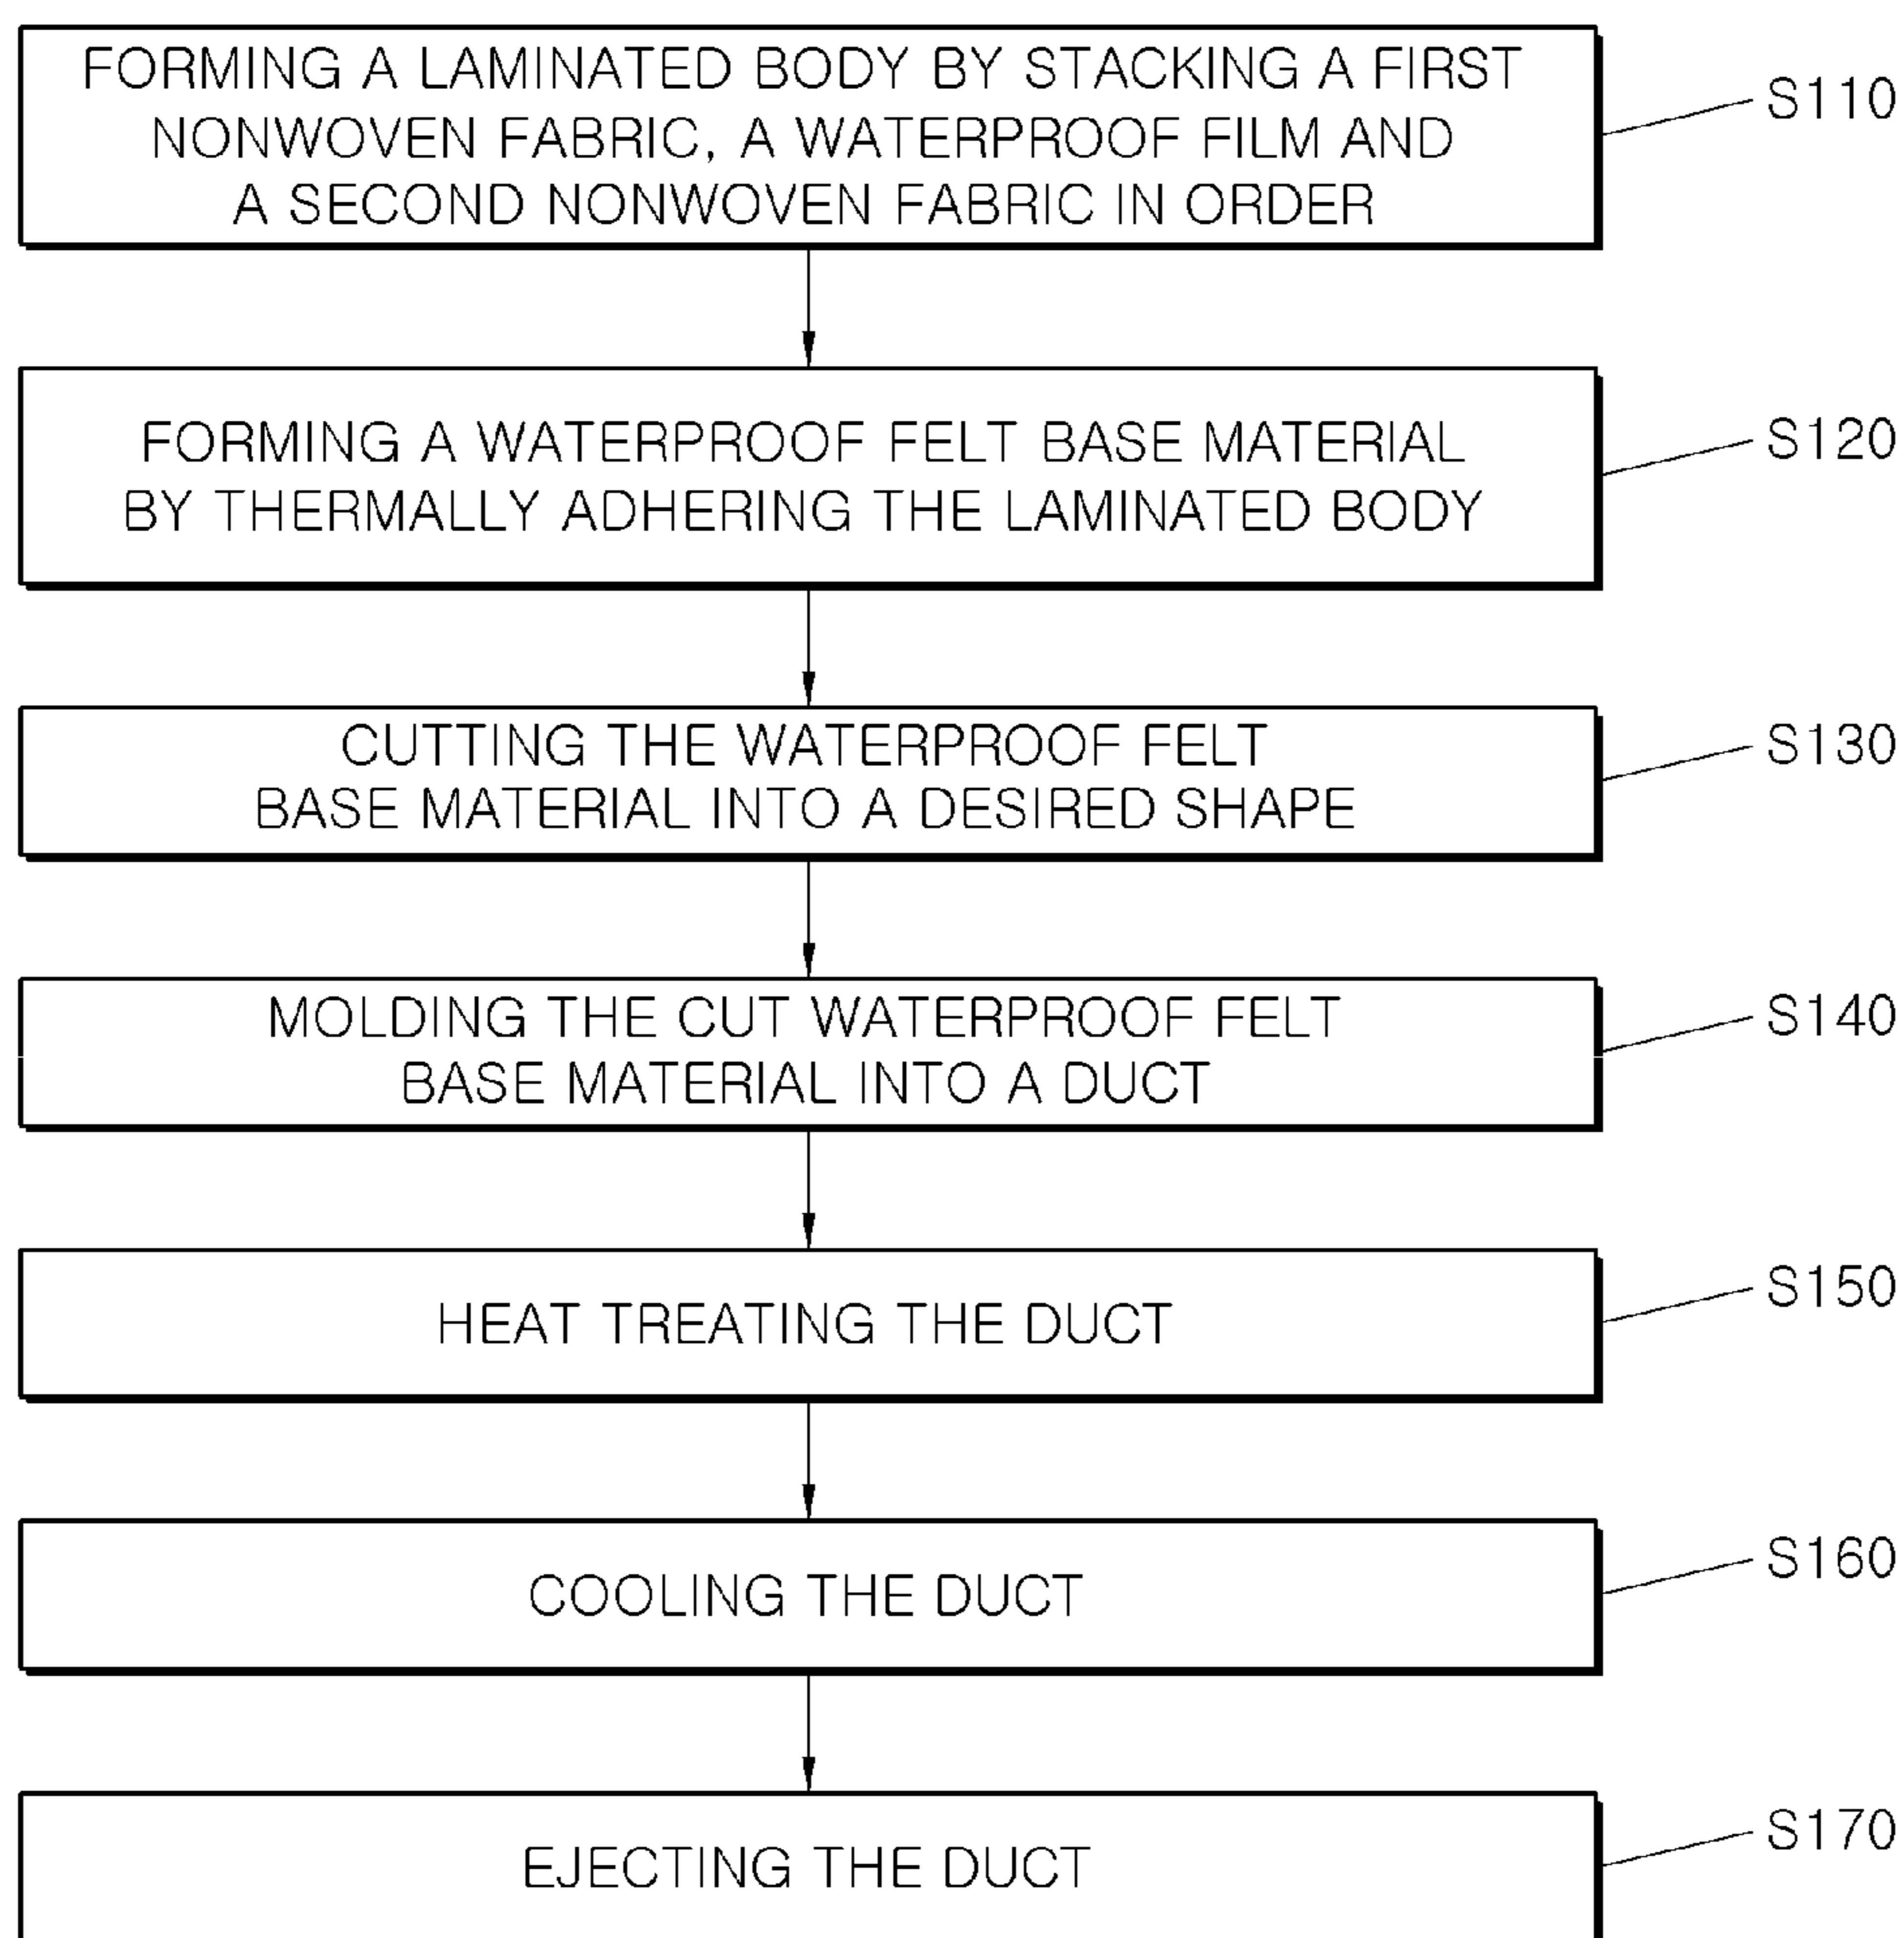 FORMING A LAMINATED BODY BY STACKING A FIRST
NONWOVEN FABRIC, A WATERPROOF FILM AND
A SECOND NONWOVEN FABRIC IN ORDER
S110
FORMING A WATERPROOF FELT BASE MATERIAL
BY THERMALLY ADHERING THE LAMINATED BODY
S120
CUTTING THE WATERPROOF FELT
BASE MATERIAL INTO A DESIRED SHAPE
S130
MOLDING THE CUT WATERPROOF FELT
BASE MATERIAL INTO A DUCT
S140
HEAT TREATING THE DUCT
S150
COOLING THE DUCT
S160
EJECTING THE DUCT
S170